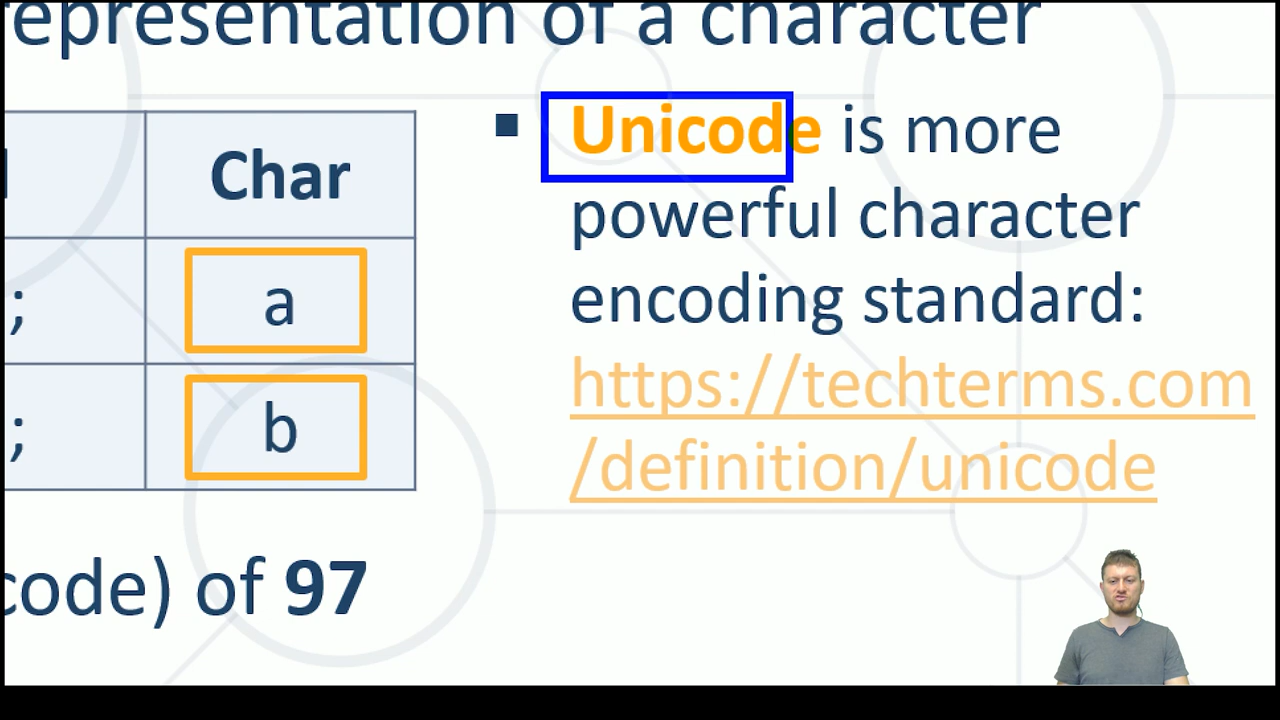 epresentation of a character
Char
; a
; b
code) of 97
▪ Unicode is more
powerful character
encoding standard:
https://techterms.com
/definition/unicode